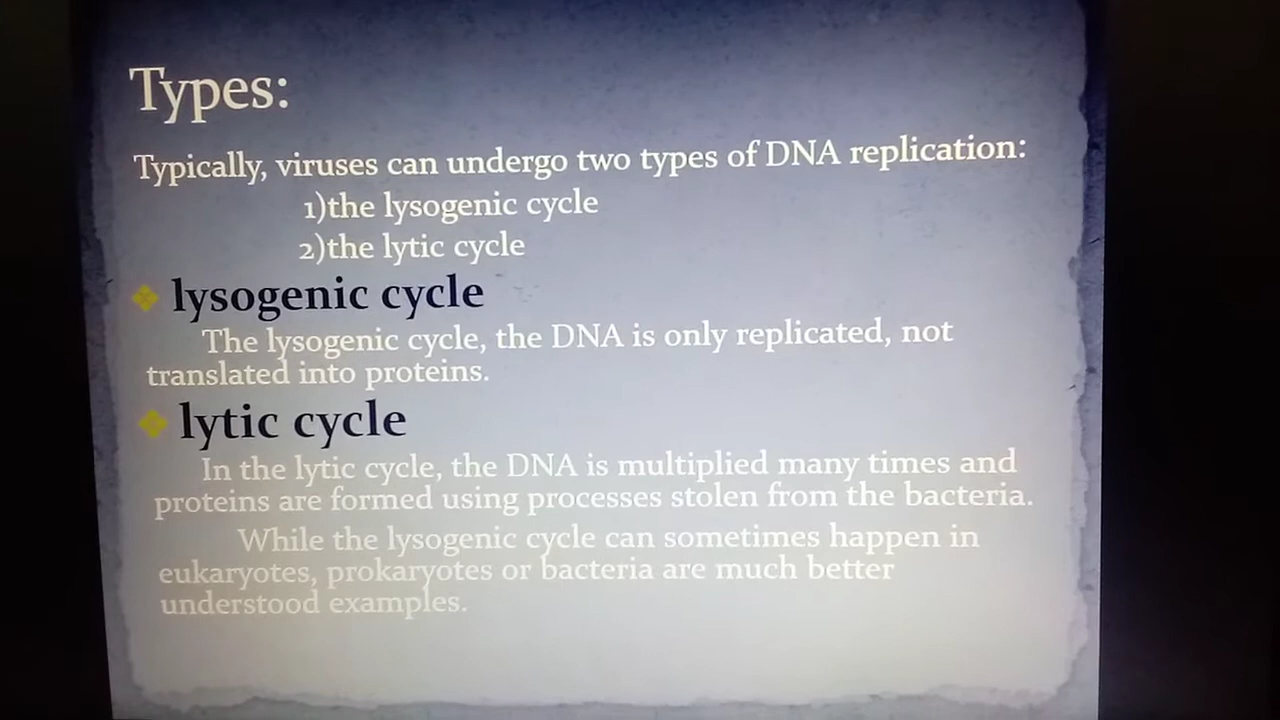 Types:
Typically, viruses can undergo two types of DNA replication:
1)the lysogenic cycle
2)the lytic cycle
lysogenic cycle
The lysogenic cycle, the DNA is only replicated, not
translated into proteins.
lytic cycle
In the lytic cycle, the DNA is multiplied many times and
proteins are formed using processes stolen from the bacteria.
While the lysogenic cycle can sometimes happen in
eukaryotes, prokaryotes or bacteria are much better
understood examples.